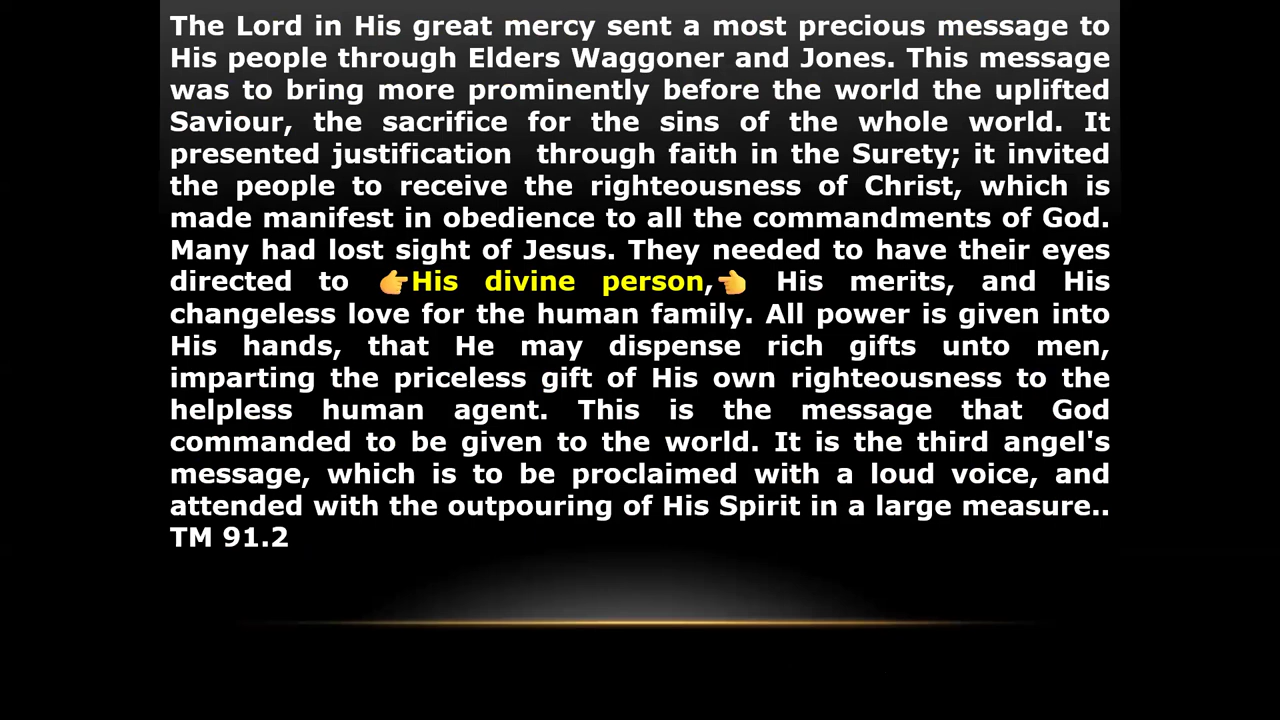 The Lord in His great mercy sent a most precious message to
His people through Elders Waggoner and Jones. This message
was to bring more prominently before the world the uplifted
Saviour, the sacrifice for the sins of the whole world. It
presented justification through faith in the Surety; it invited
the people to receive the righteousness of Christ, which is
made manifest in obedience to all the commandments of God.
Many had lost sight of Jesus. They needed to have their eyes
directed to 👉His divine person,👈 His merits, and His
changeless love for the human family. All power is given into
His hands, that He may dispense rich gifts unto men,
imparting the priceless gift of His own righteousness to the
helpless human agent. This is the message that God
commanded to be given to the world. It is the third angel's
message, which is to be proclaimed with a loud voice, and
attended with the outpouring of His Spirit in a large measure..
TM 91.2